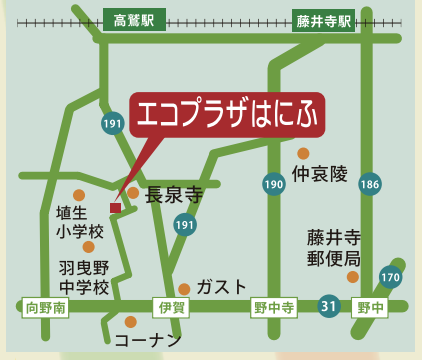 高鷲駅
藤井寺駅
エコプラザはにふ
191
仲哀陵
190
186
長泉寺
埴生
小学校
191
藤井寺
郵便局
羽曳野
中学校
170
ガスト
向野南
伊賀
野中寺
31
野中
コーナン